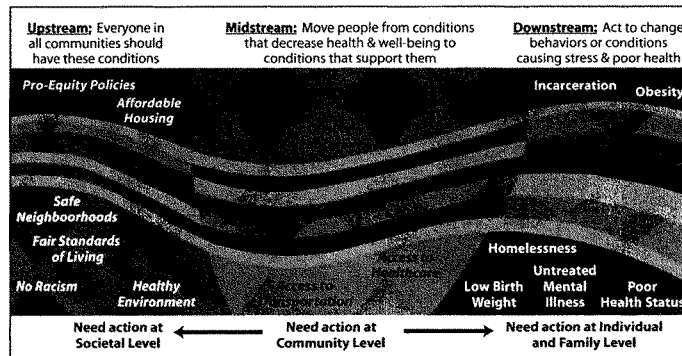 Upstream: Everyone in
all communities should
have these conditions
Midstream: Move people from conditions
that decrease health & well-being to
conditions that support them
Downstream: Act to change
behaviors or conditions
causing stress & poor health
Pro-Equity Policies
Affordable
Housing
Incarceration
Obesity
Safe
Neighbourhoods
Fair Standards
of Living
No Racism
Healthy
Environment
Access to
Transportation
Access to
Healthcare
Homelessness
Low Birth
Weight
Untreated
Mental
Illness
Poor
Health Status
Need action at
Societal Level
Need action at
Community Level
Need action at Individual
and Family Level